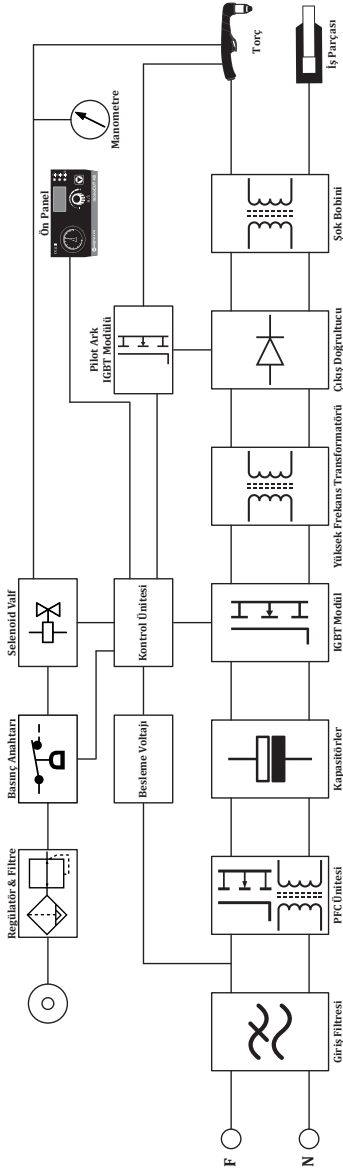 Regülatör & Filtre
Basınç Anahtarı
Selenoid Valf
Ön Panel
Manometre
Torç
İş Parçası
Besleme Voltajı
Kontrol Ünitesi
Pilot Ark
IGBT Modülü
F
N
Giriş Filtresi
PFC Ünitesi
Kapasitörler
IGBT Modül
Yüksek Frekans Transformatörü
Çıkış Doğrultucu
Şok Bobini